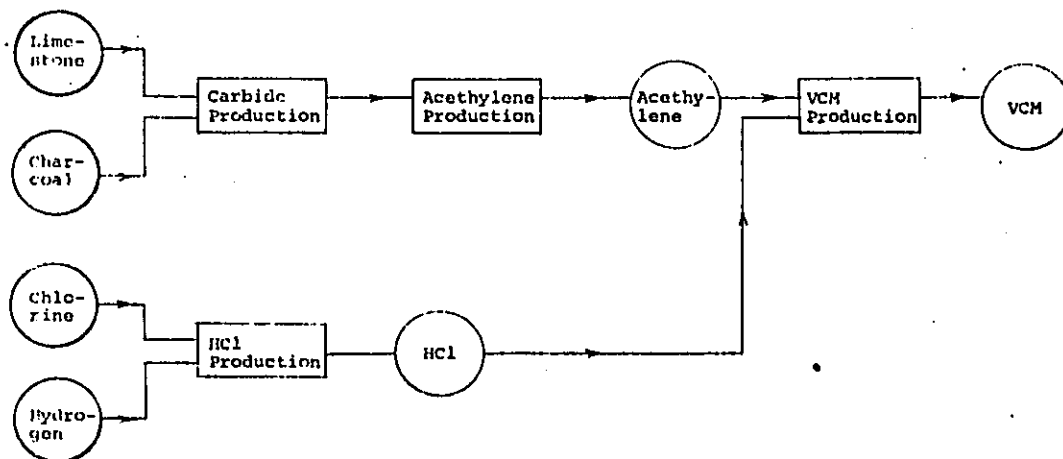 Lime-
stone
Carbide
Production
Acethylene
Production
Acethy-
lene
VCM
Production
VCM
Char-
coal
Chlo-
rine
HCl
Production
HCl
Hydro-
gen